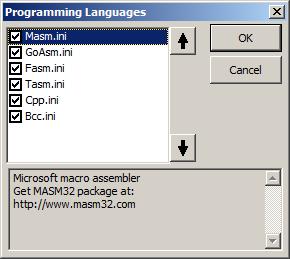 Programming Languages
Masm.ini
GoAsm.ini
Fasm.ini
Tasm.ini
Cpp.ini
Bcc.ini
OK
Cancel
Microsoft macro assembler
Get MASM32 package at:
http://www.masm32.com